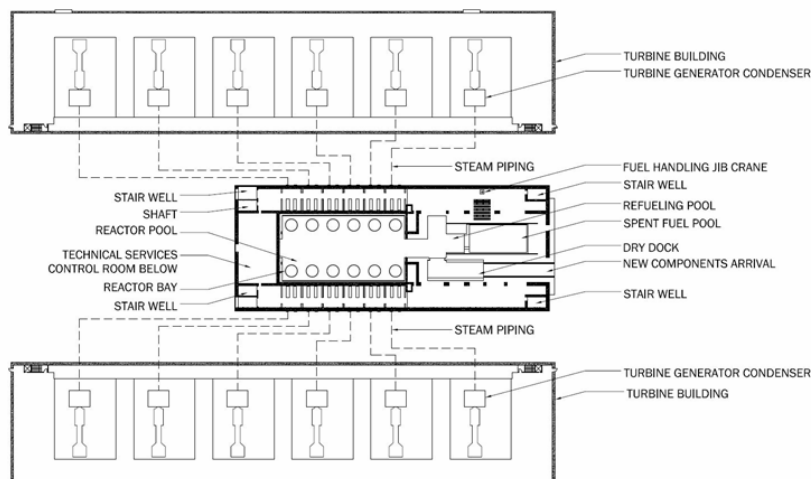 TURBINE BUILDING
TURBINE GENERATOR CONDENSER
STEAM PIPING
FUEL HANDLING JIB CRANE
STAIR WELL
STAIR WELL
SHAFT
REFUELING POOL
REACTOR POOL
SPENT FUEL POOL
DRY DOCK
TECHNICAL SERVICES
CONTROL ROOM BELOW
NEW COMPONENTS ARRIVAL
REACTOR BAY
STAIR WELL
STAIR WELL
STEAM PIPING
TURBINE GENERATOR CONDENSER
TURBINE BUILDING